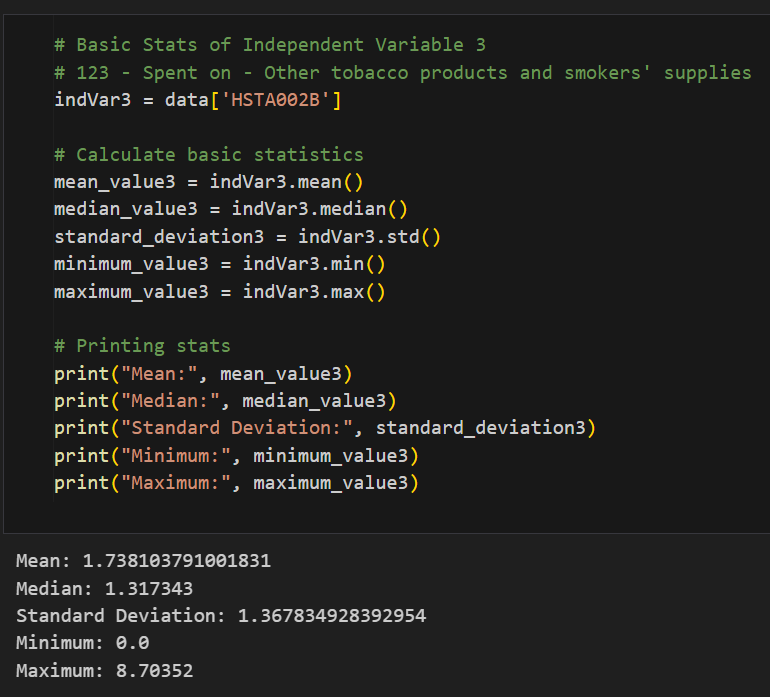 # Basic Stats of Independent Variable 3
# 123 - Spent on - Other tobacco products and smokers' supplies
indVar3 = data['HSTA002B']
# Calculate basic statistics
mean_value3 = indVar3.mean()
median_value3 = indVar3.median()
standard_deviation3 = indVar3.std()
minimum_value3 = indVar3.min()
maximum_value3 = indVar3.max()
# Printing stats
print("Mean:", mean_value3)
print("Median:", median_value3)
print("Standard Deviation:", standard_deviation3)
print("Minimum:", minimum_value3)
print("Maximum:", maximum_value3)
Mean: 1.738103791001831
Median: 1.317343
Standard Deviation: 1.367834928392954
Minimum: 0.0
Maximum: 8.70352